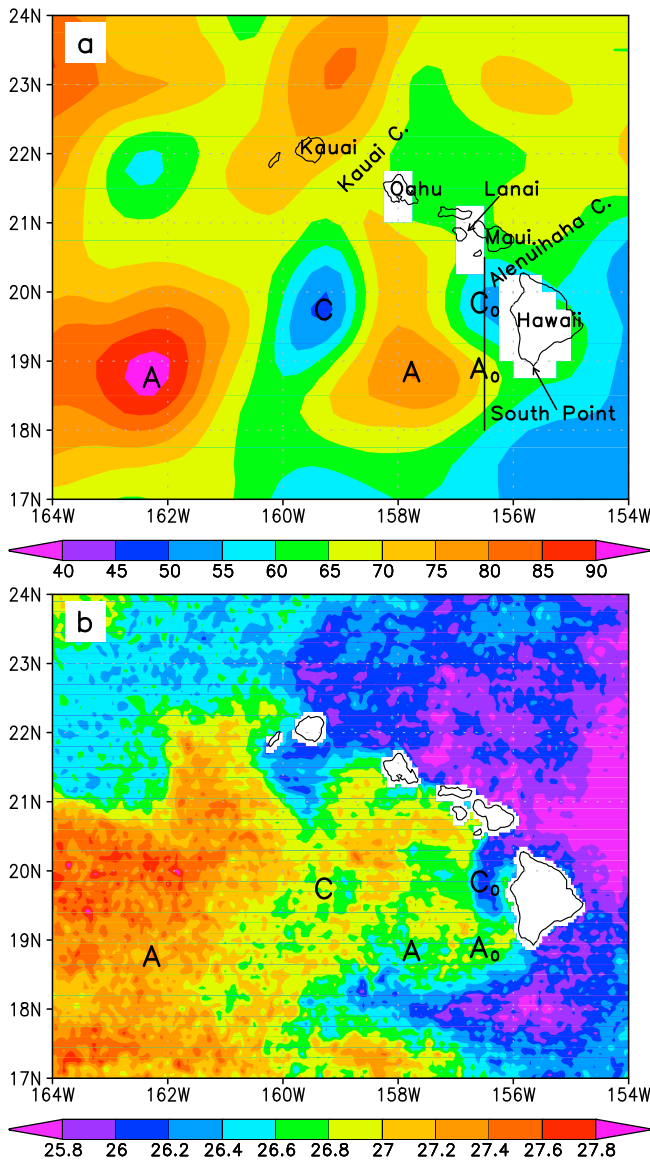 24N
a
23N
Kauai
Kauai C.
22N
Oahu
Lanai
21N
Maui
Alenuihaha C.
20N
C
C₀
Hawaii
19N
A
A
A₀
South Point
18N
17N
164W 162W 160W 158W 156W 154W
40 45 50 55 60 65 70 75 80 85 90
24N
b
23N
22N
21N
20N
C
C₀
19N
A
A
A₀
18N
17N
164W 162W 160W 158W 156W 154W
25.8 26 26.2 26.4 26.6 26.8 27 27.2 27.4 27.6 27.8